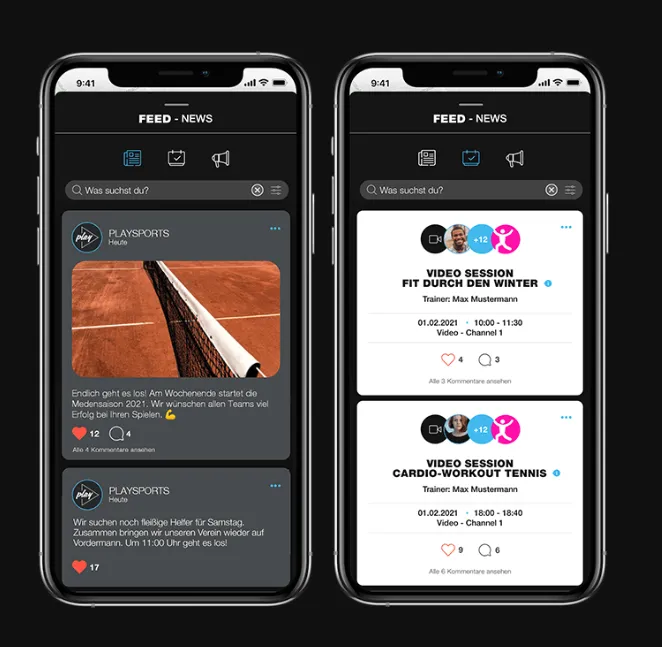 9:41
FEED - NEWS
Was suchst du?
play
PLAYSPORTS
Heute
Endlich geht es los! Am Wochenende startet die
Medensaison 2021. Wir wünschen allen Teams viel
Erfolg bei Ihren Spielen. 💪
12 4
Alle 4 Kommentare ansehen
play
PLAYSPORTS
Heute
Wir suchen noch fleißige Helfer für Samstag.
Zusammen bringen wir unseren Verein wieder auf
Vordermann. Um 11:00 Uhr geht es los!
17
9:41
FEED - NEWS
Was suchst du?
+12
VIDEO SESSION
FIT DURCH DEN WINTER
Trainer: Max Mustermann
01.02.2021 • 10:00 - 11:30
Video - Channel 1
4 3
Alle 3 Kommentare ansehen
+12
VIDEO SESSION
CARDIO-WORKOUT TENNIS
Trainer: Max Mustermann
01.02.2021 • 18:00 - 18:40
Video - Channel 1
9 6
Alle 6 Kommentare ansehen